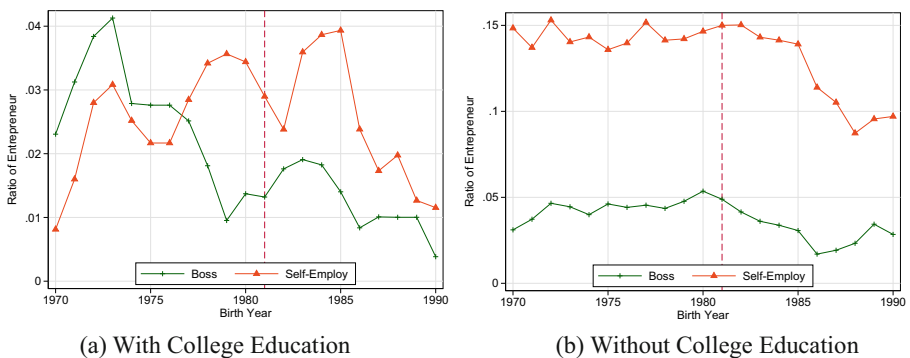 .04
.03
.02
.01
0
Ratio of Entrepreneur
1970
1975
1980
1985
1990
Birth Year
Boss
Self-Employ
(a) With College Education
.15
.1
.05
0
Ratio of Entrepreneur
1970
1975
1980
1985
1990
Birth Year
Boss
Self-Employ
(b) Without College Education